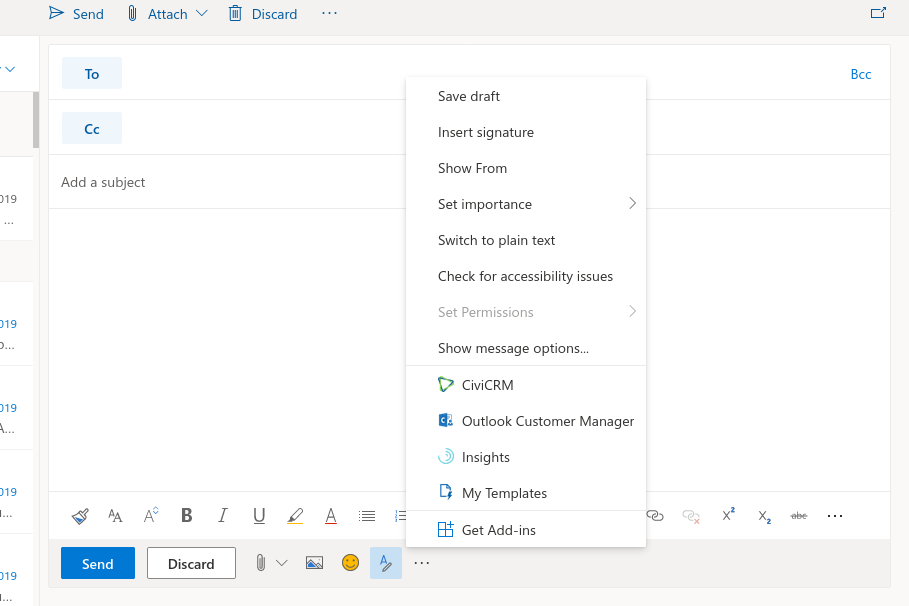 Send Attach Discard ...
To Bcc
Cc
Add a subject
Save draft
Insert signature
Show From
Set importance
Switch to plain text
Check for accessibility issues
Set Permissions
Show message options...
CiviCRM
Outlook Customer Manager
Insights
My Templates
Get Add-ins
019
...
019
019
019
019
B I U A X² X₂ abc ...
Send Discard ...